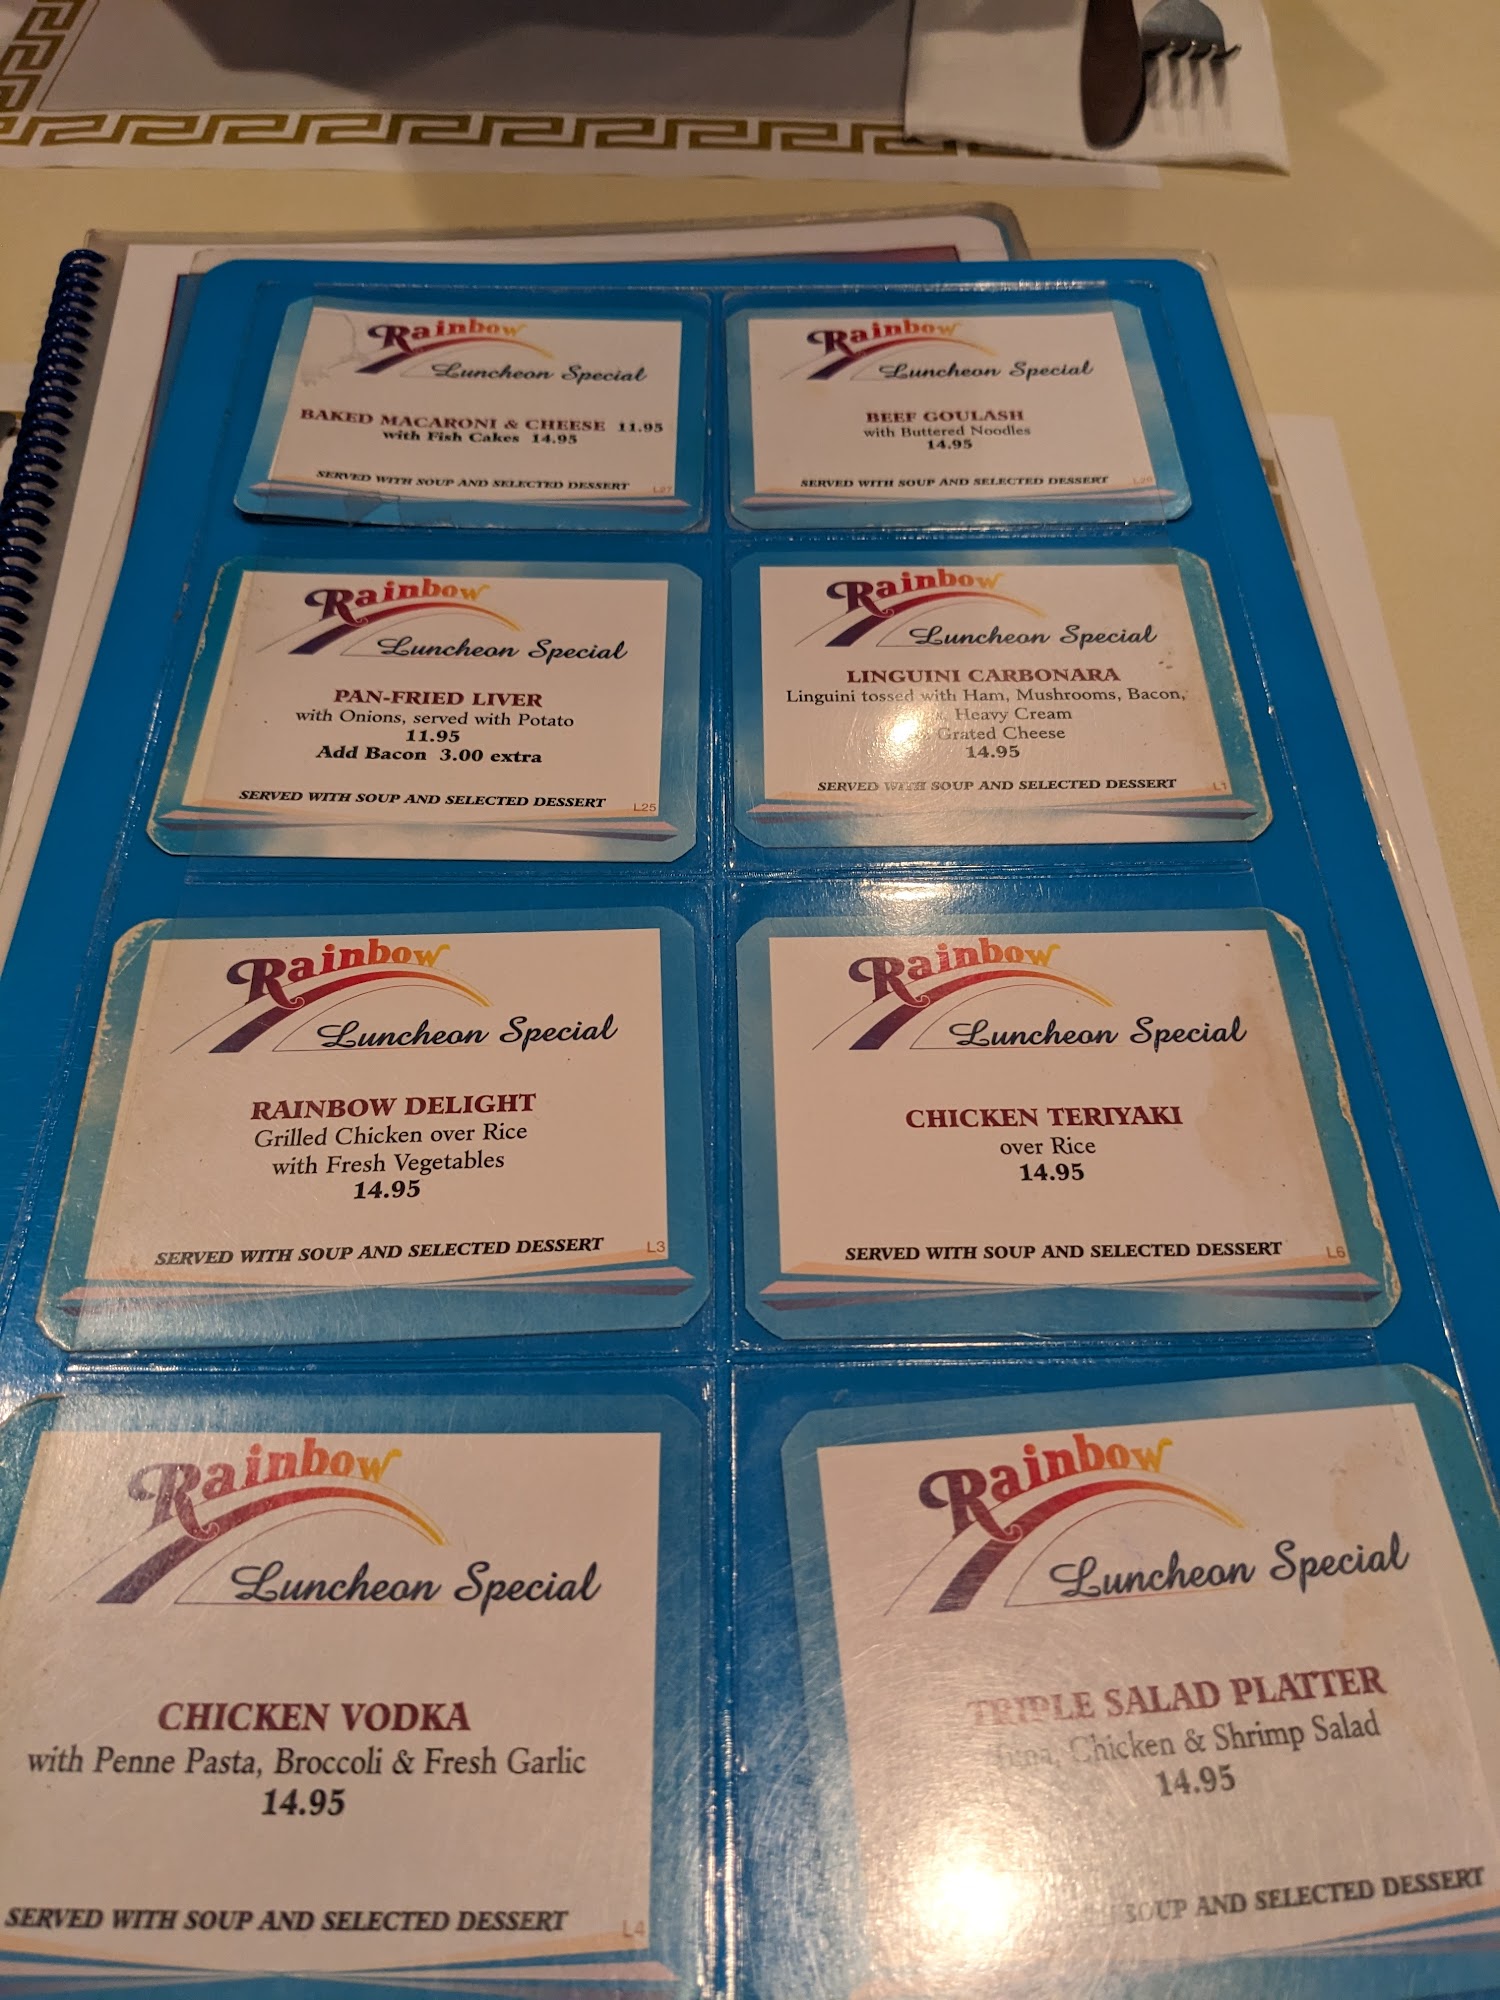 Rainbow
Luncheon Special
BAKED MACARONI & CHEESE 11.95
with Fish Cakes 14.95
SERVED WITH SOUP AND SELECTED DESSERT
L27
Rainbow
Luncheon Special
BEEF GOULASH
with Buttered Noodles
14.95
SERVED WITH SOUP AND SELECTED DESSERT
Rainbow
Luncheon Special
PAN-FRIED LIVER
with Onions, served with Potato
11.95
Add Bacon 3.00 extra
SERVED WITH SOUP AND SELECTED DESSERT
L25
Rainbow
Luncheon Special
LINGUINI CARBONARA
Linguini tossed with Ham, Mushrooms, Bacon,
Heavy Cream
Grated Cheese
14.95
SERVED WITH SOUP AND SELECTED DESSERT
L1
Rainbow
Luncheon Special
RAINBOW DELIGHT
Grilled Chicken over Rice
with Fresh Vegetables
14.95
SERVED WITH SOUP AND SELECTED DESSERT
L3
Rainbow
Luncheon Special
CHICKEN TERIYAKI
over Rice
14.95
SERVED WITH SOUP AND SELECTED DESSERT
L6
Rainbow
Luncheon Special
CHICKEN VODKA
with Penne Pasta, Broccoli & Fresh Garlic
14.95
SERVED WITH SOUP AND SELECTED DESSERT
L4
Rainbow
Luncheon Special
TRIPLE SALAD PLATTER
Tuna, Chicken & Shrimp Salad
14.95
SOUP AND SELECTED DESSERT